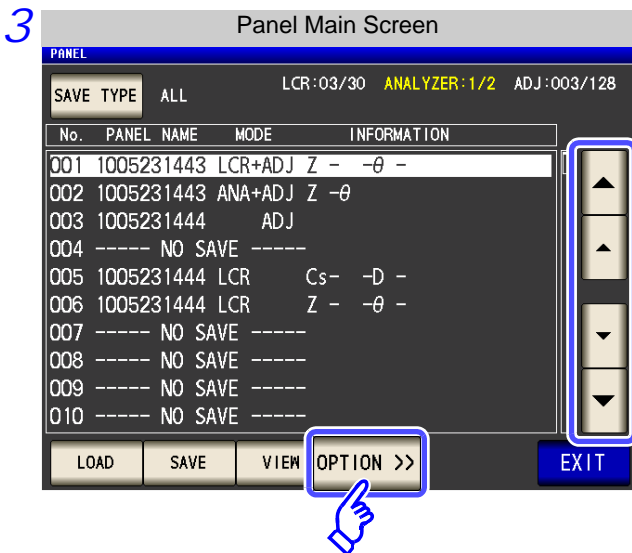 3
Panel Main Screen
PANEL
SAVE TYPE ALL LCR:03/30 ANALYZER:1/2 ADJ:003/128
No. PANEL NAME MODE INFORMATION
001 1005231443 LCR+ADJ Z - -θ -
002 1005231443 ANA+ADJ Z -θ
003 1005231444 ADJ
004 ----- NO SAVE -----
005 1005231444 LCR Cs- -D -
006 1005231444 LCR Z - -θ -
007 ----- NO SAVE -----
008 ----- NO SAVE -----
009 ----- NO SAVE -----
010 ----- NO SAVE -----
LOAD SAVE VIEW OPTION >> EXIT